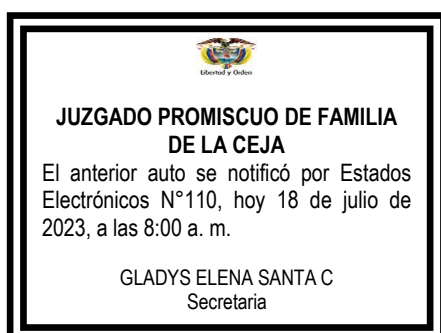 Libertad y Orden
JUZGADO PROMISCUO DE FAMILIA
DE LA CEJA
El anterior auto se notificó por Estados
Electrónicos N°110, hoy 18 de julio de
2023, a las 8:00 a. m.
GLADYS ELENA SANTA C
Secretaria